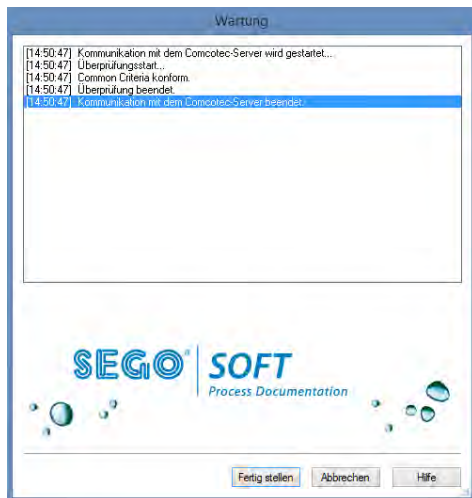 Wartung
[14:50:47] Kommunikation mit dem Comcotec-Server wird gestartet...
[14:50:47] Überprüfungsstart...
[14:50:47] Common Criteria konform.
[14:50:47] Überprüfung beendet.
[14:50:47] Kommunikation mit dem Comcotec-Server beendet.
SEGO® SOFT
Process Documentation
Fertig stellen Abbrechen Hilfe